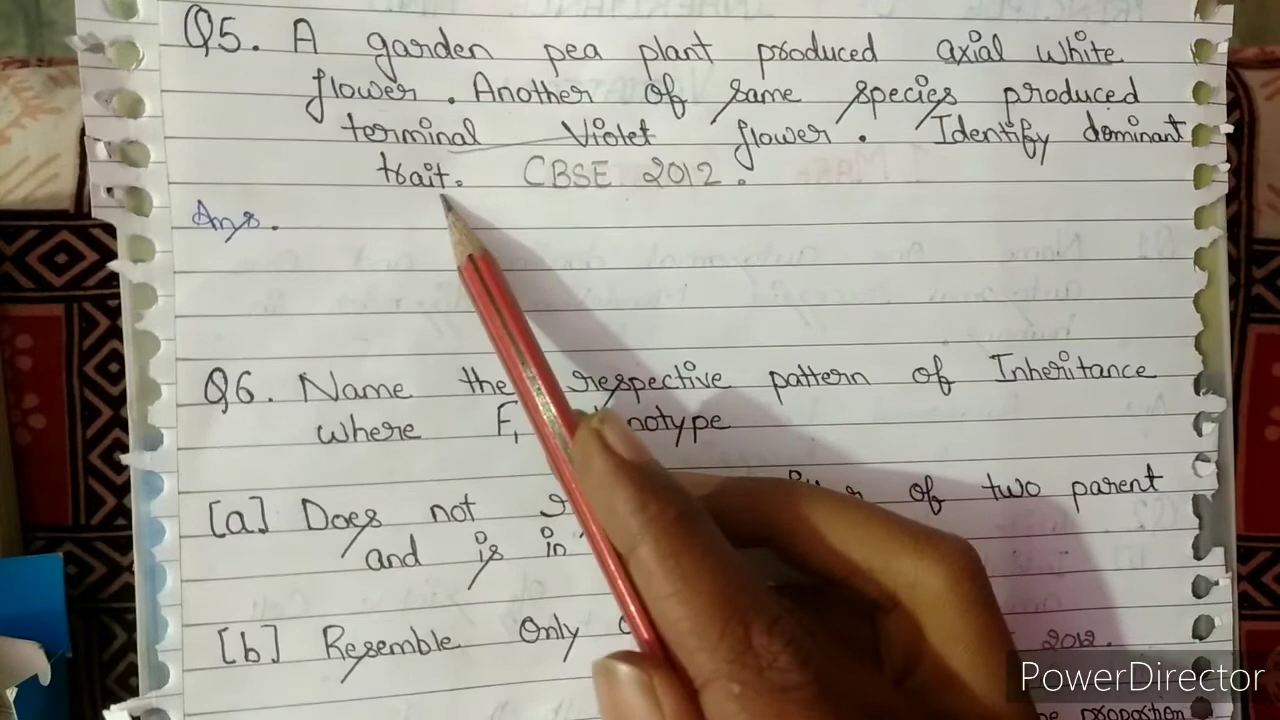 Q5. A garden pea plant produced axial white
flower. Another of same species produced
terminal Violet flower. Identify dominant
trait. CBSE 2012.
Ans.
Q6. Name the respective pattern of Inheritance
where F1
[a] Does not of two parent
and is in
[b] Resemble Only 2012.
PowerDirector